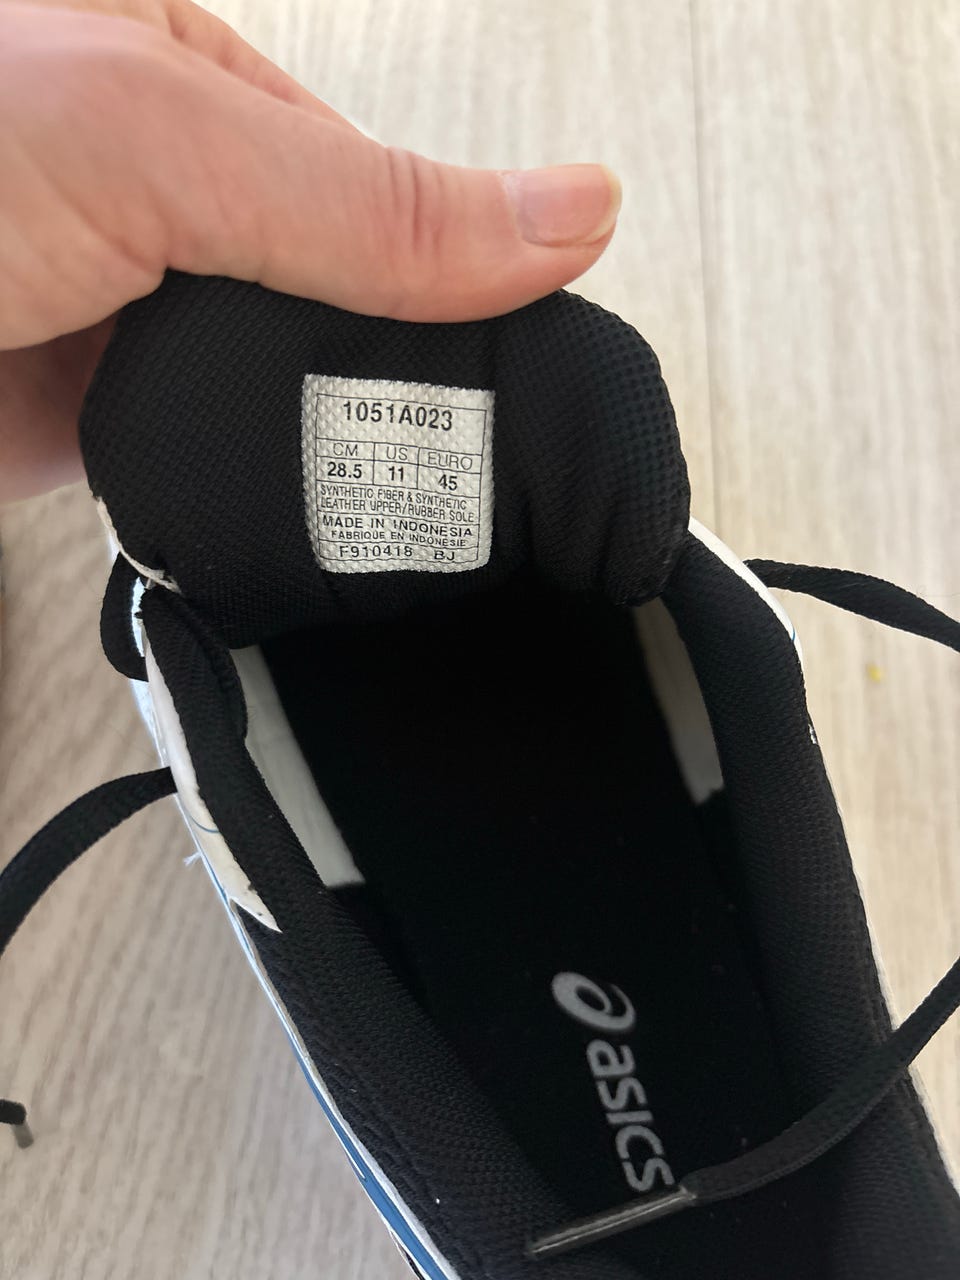 1051A023
CM US EURO
28.5 11 45
SYNTHETIC FIBER & SYNTHETIC
LEATHER UPPER/RUBBER SOLE
MADE IN INDONESIA
FABRIQUE EN INDONÉSIE
F910418 BJ
asics